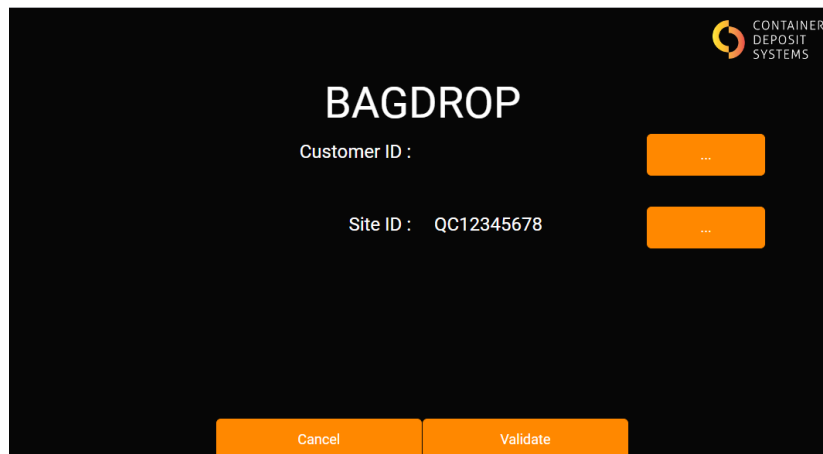 CONTAINER
DEPOSIT
SYSTEMS
BAGDROP
Customer ID :
...
Site ID : QC12345678
...
Cancel Validate